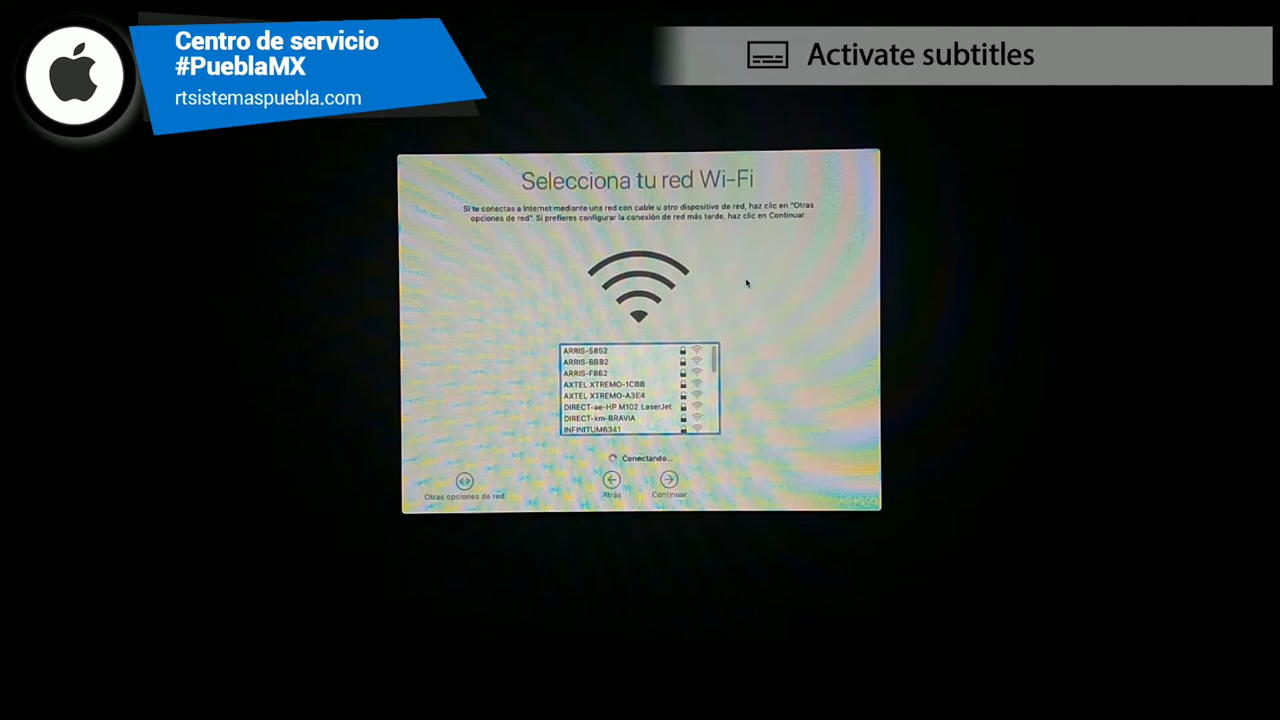 Centro de servicio
#PueblaMX
rtsistemaspuebla.com
Activate subtitles
Selecciona tu red Wi-Fi
Si te conectas a Internet mediante una red con cable u otro dispositivo de red, haz clic en "Otras
opciones de red". Si prefieres configurar la conexión de red más tarde, haz clic en Continuar
ARRIS-5852
ARRIS-BBB2
ARRIS-F862
AXTEL XTREMO-1CBB
AXTEL XTREMO-A3E4
DIRECT-ae-HP M102 LaserJet
DIRECT-km-BRAVIA
INFINITUM6341
Conectando...
Otras opciones de red
Atrás
Continuar